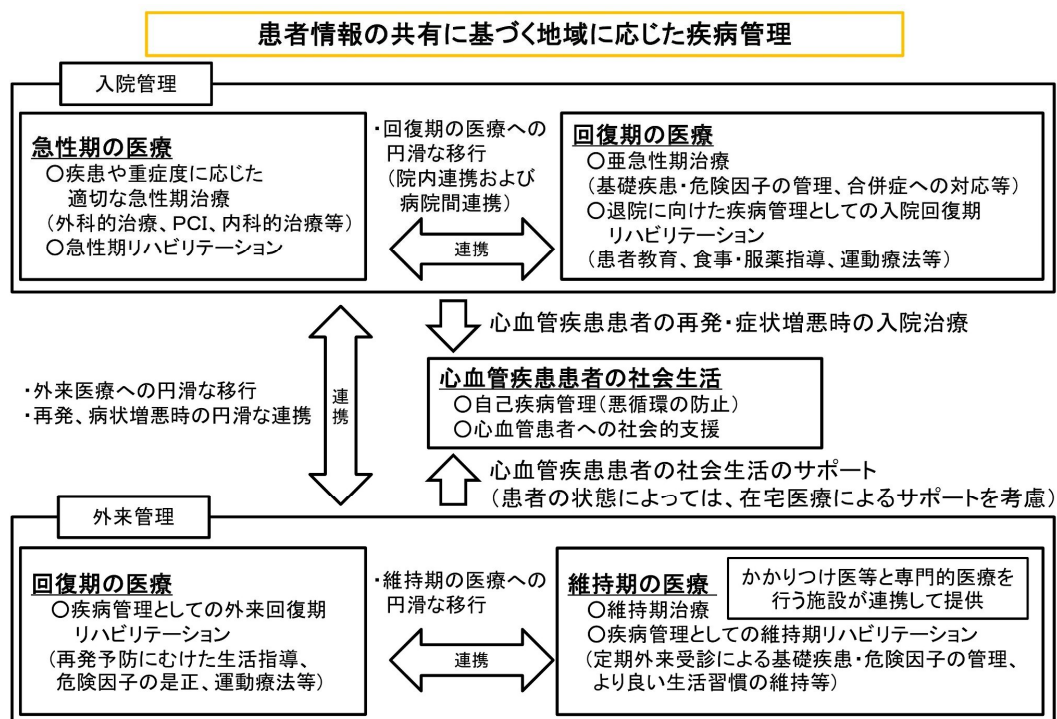 患者情報の共有に基づく地域に応じた疾病管理
入院管理
急性期の医療
○疾患や重症度に応じた
適切な急性期治療
(外科的治療、PCI、内科的治療等)
○急性期リハビリテーション
・回復期の医療への
円滑な移行
(院内連携および
病院間連携)
連携
回復期の医療
○亜急性期治療
(基礎疾患・危険因子の管理、合併症への対応等)
○退院に向けた疾病管理としての入院回復期
リハビリテーション
(患者教育、食事・服薬指導、運動療法等)
心血管疾患患者の再発・症状増悪時の入院治療
・外来医療への円滑な移行
・再発、病状増悪時の円滑な連携
連携
心血管疾患患者の社会生活
○自己疾病管理(悪循環の防止)
○心血管患者への社会的支援
心血管疾患患者の社会生活のサポート
(患者の状態によっては、在宅医療によるサポートを考慮)
外来管理
回復期の医療
○疾病管理としての外来回復期
リハビリテーション
(再発予防にむけた生活指導、
危険因子の是正、運動療法等)
・維持期の医療への
円滑な移行
連携
維持期の医療
かかりつけ医等と専門的医療を
行う施設が連携して提供
○維持期治療
○疾病管理としての維持期リハビリテーション
(定期外来受診による基礎疾患・危険因子の管理、
より良い生活習慣の維持等)